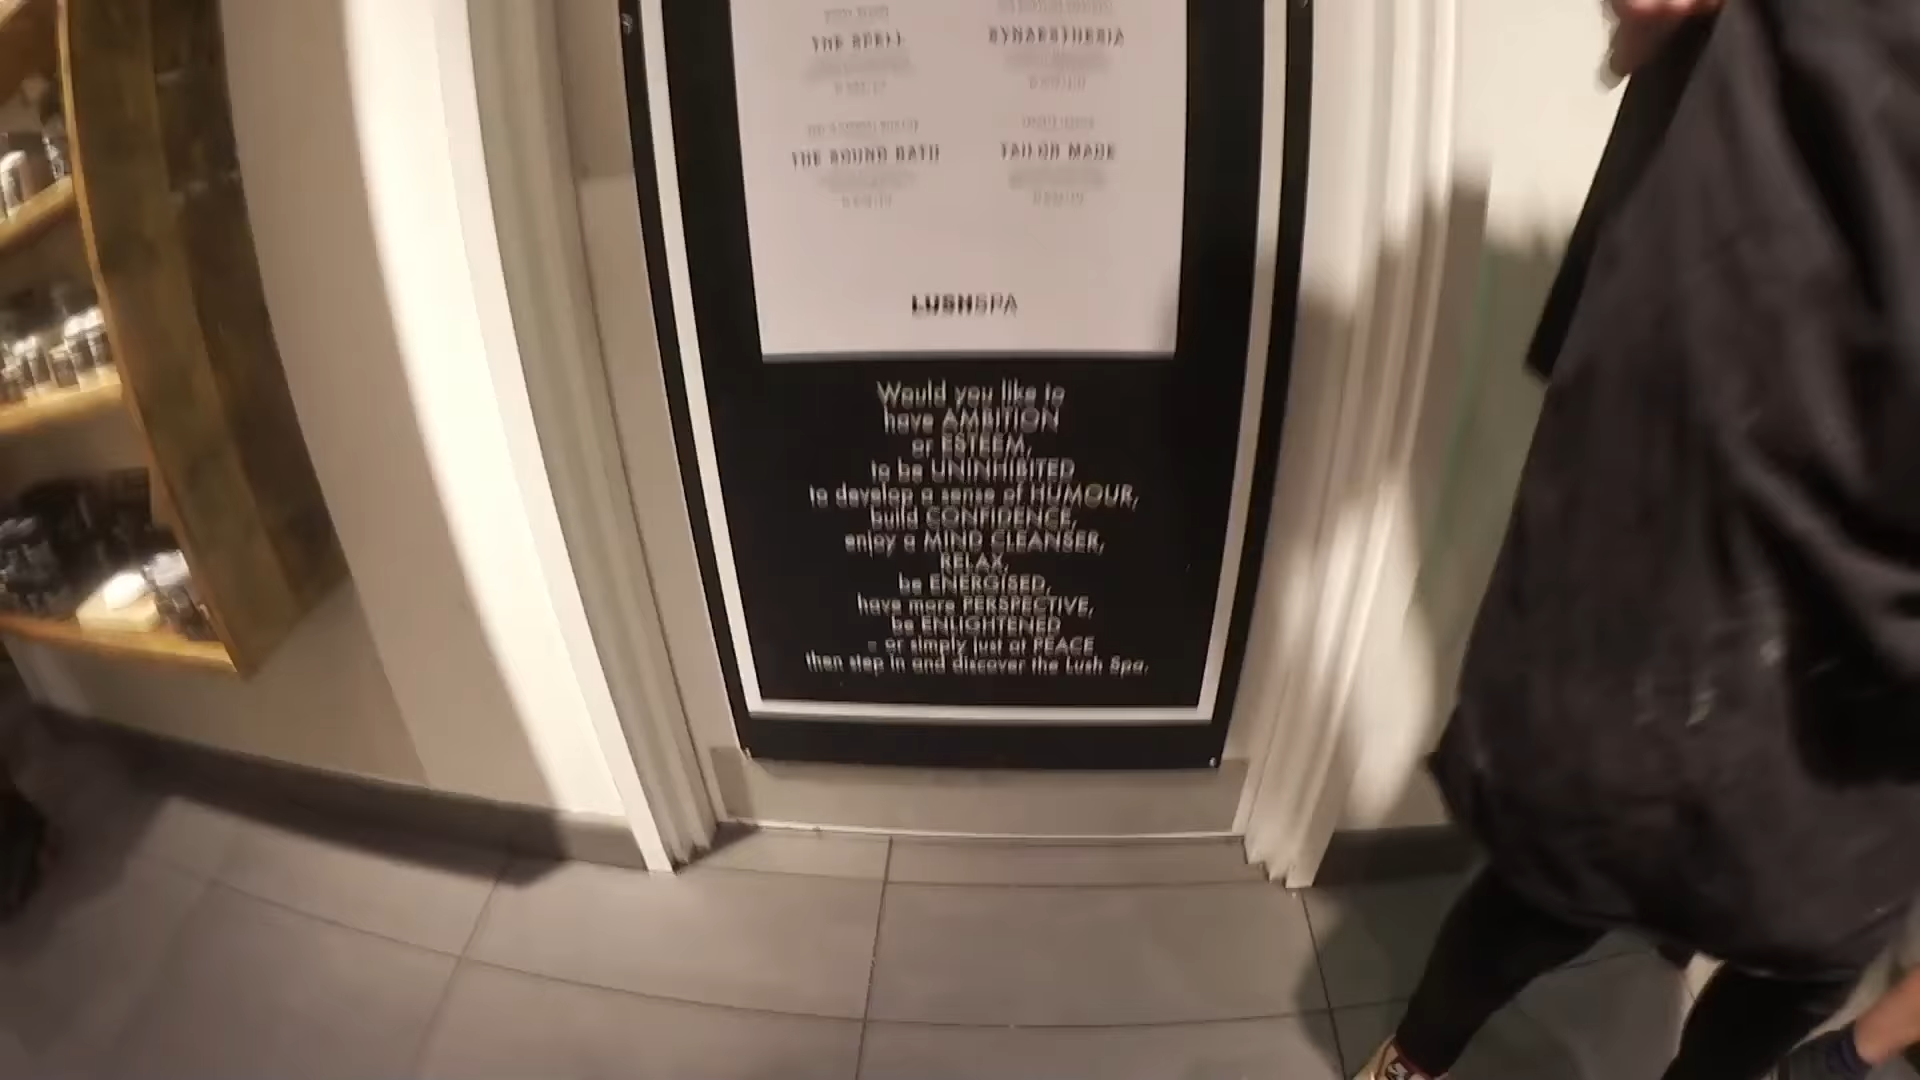 THE SPELL
SYNAESTHESIA
THE SOUND BATH
TAILOR MADE
LUSHSPA
Would you like to
have AMBITION
or ESTEEM,
to be UNINHIBITED
to develop a sense of HUMOUR,
build CONFIDENCE,
enjoy a MIND CLEANSER,
RELAX,
be ENERGISED,
have more PERSPECTIVE,
be ENLIGHTENED
- or simply just at PEACE
then step in and discover the Lush Spa.